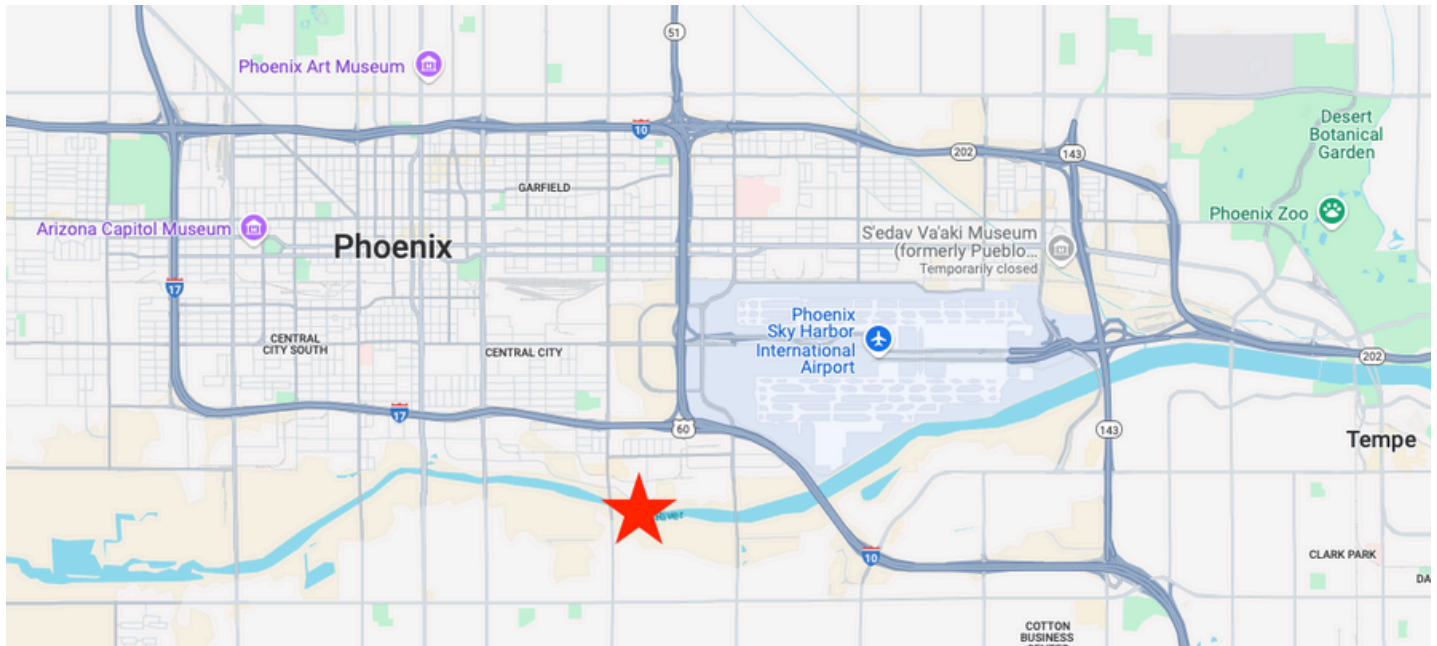 51
Phoenix Art Museum
10
202
143
Desert
Botanical
Garden
GARFIELD
Phoenix Zoo
Arizona Capitol Museum
Phoenix
S'edav Va'aki Museum
(formerly Pueblo...
Temporarily closed
17
Phoenix
Sky Harbor
International
Airport
CENTRAL
CITY SOUTH
CENTRAL CITY
202
17
60
143
Tempe
River
10
CLARK PARK
DA
COTTON
BUSINESS